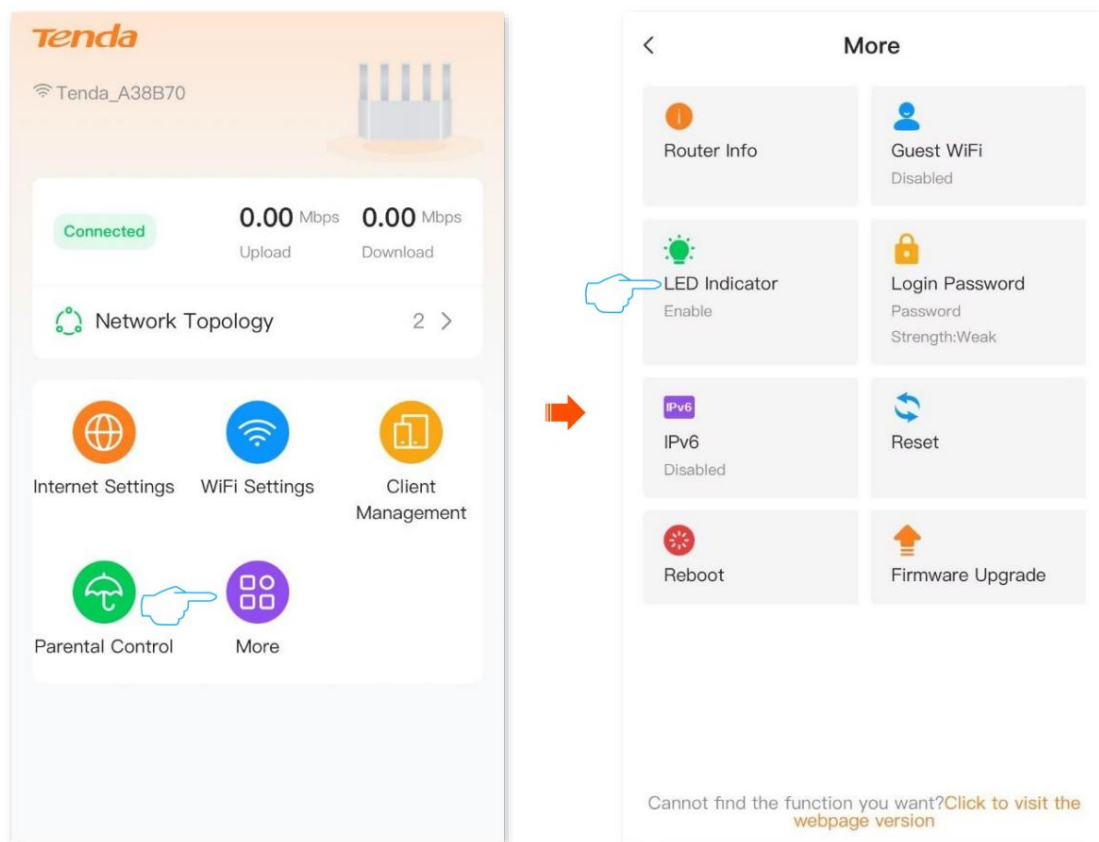 Tenda
Tenda_A38B70
Connected
0.00 Mbps
Upload
0.00 Mbps
Download
Network Topology
2
Internet Settings
WiFi Settings
Client
Management
Parental Control
More
More
Router Info
Guest WiFi
Disabled
LED Indicator
Enable
Login Password
Password
Strength:Weak
IPv6
IPv6
Disabled
Reset
Reboot
Firmware Upgrade
Cannot find the function you want?Click to visit the
webpage version